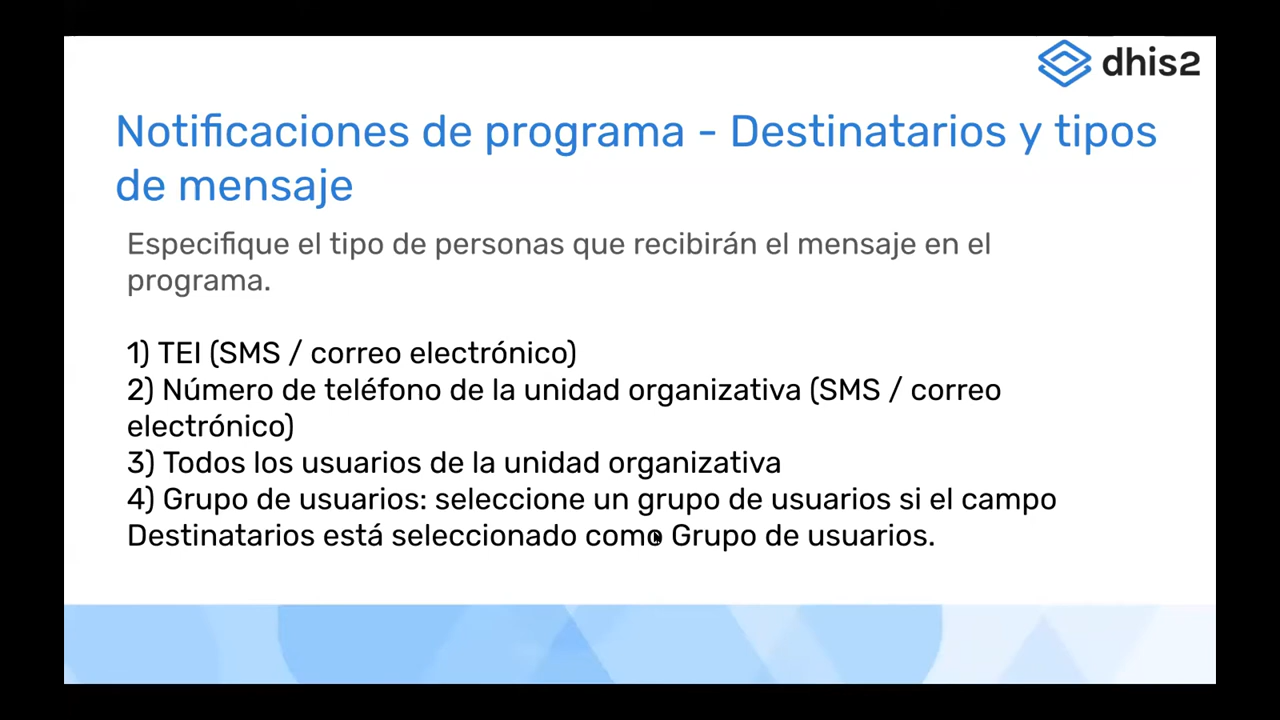 dhis2
Notificaciones de programa - Destinatarios y tipos
de mensaje
Especifique el tipo de personas que recibirán el mensaje en el
programa.
1) TEI (SMS / correo electrónico)
2) Número de teléfono de la unidad organizativa (SMS / correo
electrónico)
3) Todos los usuarios de la unidad organizativa
4) Grupo de usuarios: seleccione un grupo de usuarios si el campo
Destinatarios está seleccionado como Grupo de usuarios.